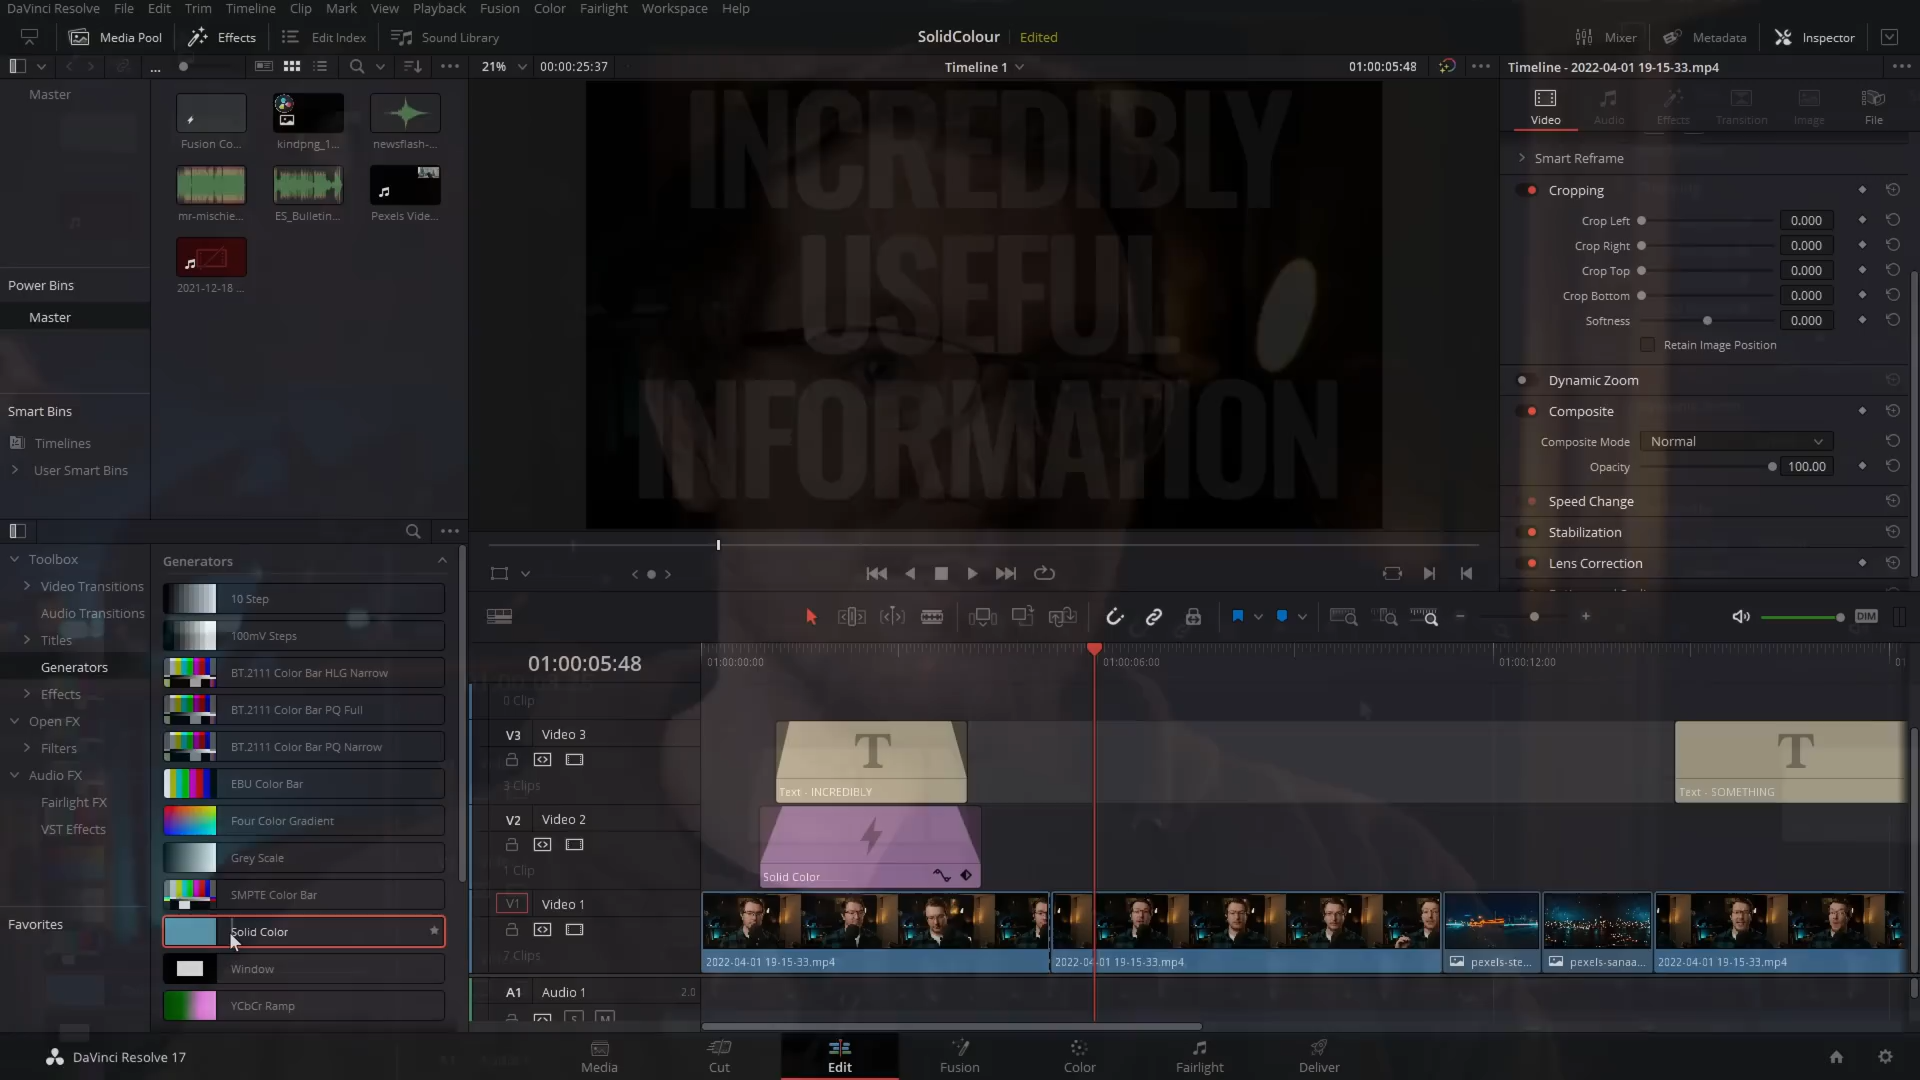 DaVinci Resolve File Edit Trim Timeline Clip Mark View Playback Fusion Color Fairlight Workspace Help
Media Pool Effects Edit Index Sound Library SolidColour Edited Mixer Metadata Inspector
... 21% 00:00:25:37 Timeline 1 01:00:05:48 Timeline - 2022-04-01 19-15-33.mp4
Master
Fusion Co... kindpng_1... newsflash-...
mr-mischie... ES_Bulletin... Pexels Vide...
2021-12-18 ...
Power Bins
Master
Smart Bins
Timelines
User Smart Bins
INCREDIBLY
USEFUL
INFORMATION
Video Audio Effects Transition Image File
Smart Reframe
Cropping
Crop Left 0.000
Crop Right 0.000
Crop Top 0.000
Crop Bottom 0.000
Softness 0.000
Retain Image Position
Dynamic Zoom
Composite
Composite Mode Normal
Opacity 100.00
Speed Change
Stabilization
Lens Correction
Toolbox
Video Transitions
Audio Transitions
Titles
Generators
Effects
Open FX
Filters
Audio FX
Fairlight FX
VST Effects
Favorites
Generators
10 Step
100mV Steps
BT.2111 Color Bar HLG Narrow
BT.2111 Color Bar PQ Full
BT.2111 Color Bar PQ Narrow
EBU Color Bar
Four Color Gradient
Grey Scale
SMPTE Color Bar
Solid Color
Window
YCbCr Ramp
DIM
01:00:05:48 01:00:00:00 01:00:06:00 01:00:12:00
0 Clip
V3 Video 3
3 Clips
Text - INCREDIBLY Text - SOMETHING
V2 Video 2
1 Clip
Solid Color
V1 Video 1
7 Clips
2022-04-01 19-15-33.mp4 2022-04-01 19-15-33.mp4 pexels-ste... pexels-sanaa... 2022-04-01 19-15-33.mp4
A1 Audio 1 2.0
S M
DaVinci Resolve 17 Media Cut Edit Fusion Color Fairlight Deliver